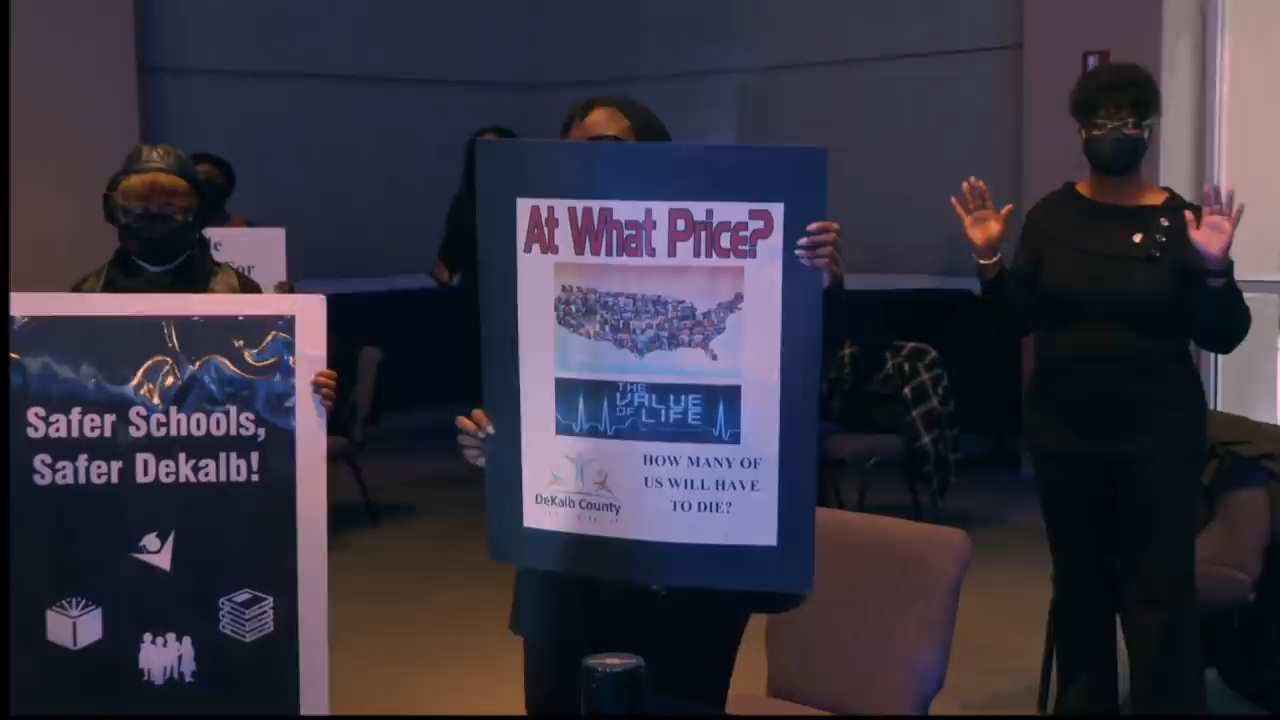 Safer Schools,
Safer Dekalb!
At What Price?
THE
VALUE
OF LIFE
DeKalb County
HOW MANY OF
US WILL HAVE
TO DIE?